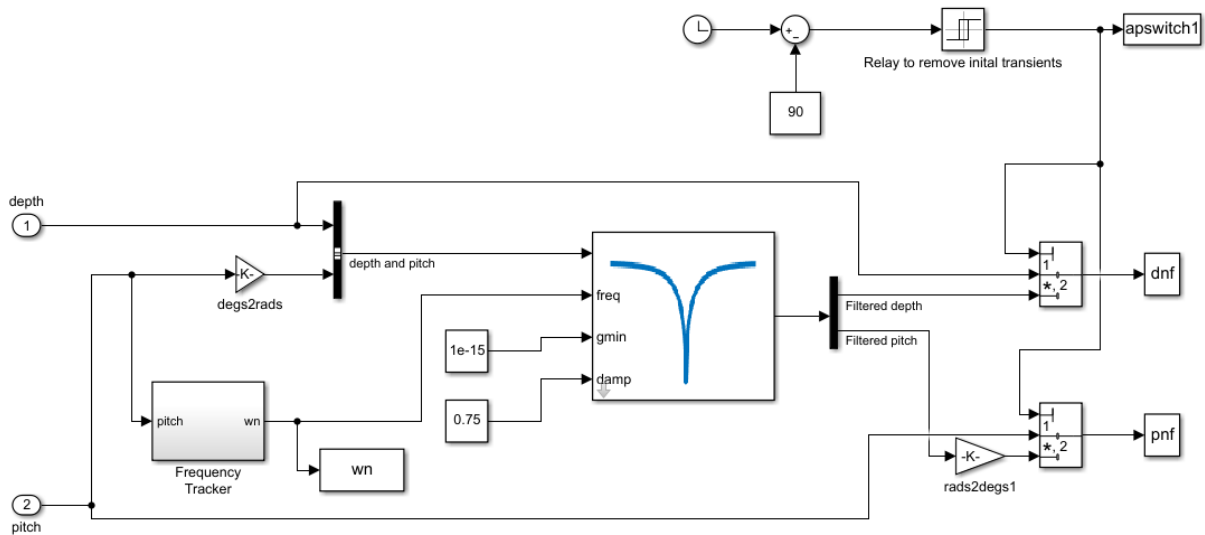 +
-
apswitch1
Relay to remove inital transients
90
depth
1
-K-
degs2rads
depth and pitch
freq
gmin
damp
1e-15
0.75
Filtered depth
Filtered pitch
1
*, 2
dnf
pitch
wn
Frequency
Tracker
wn
1
*, 2
pnf
-K-
rads2degs1
2
pitch